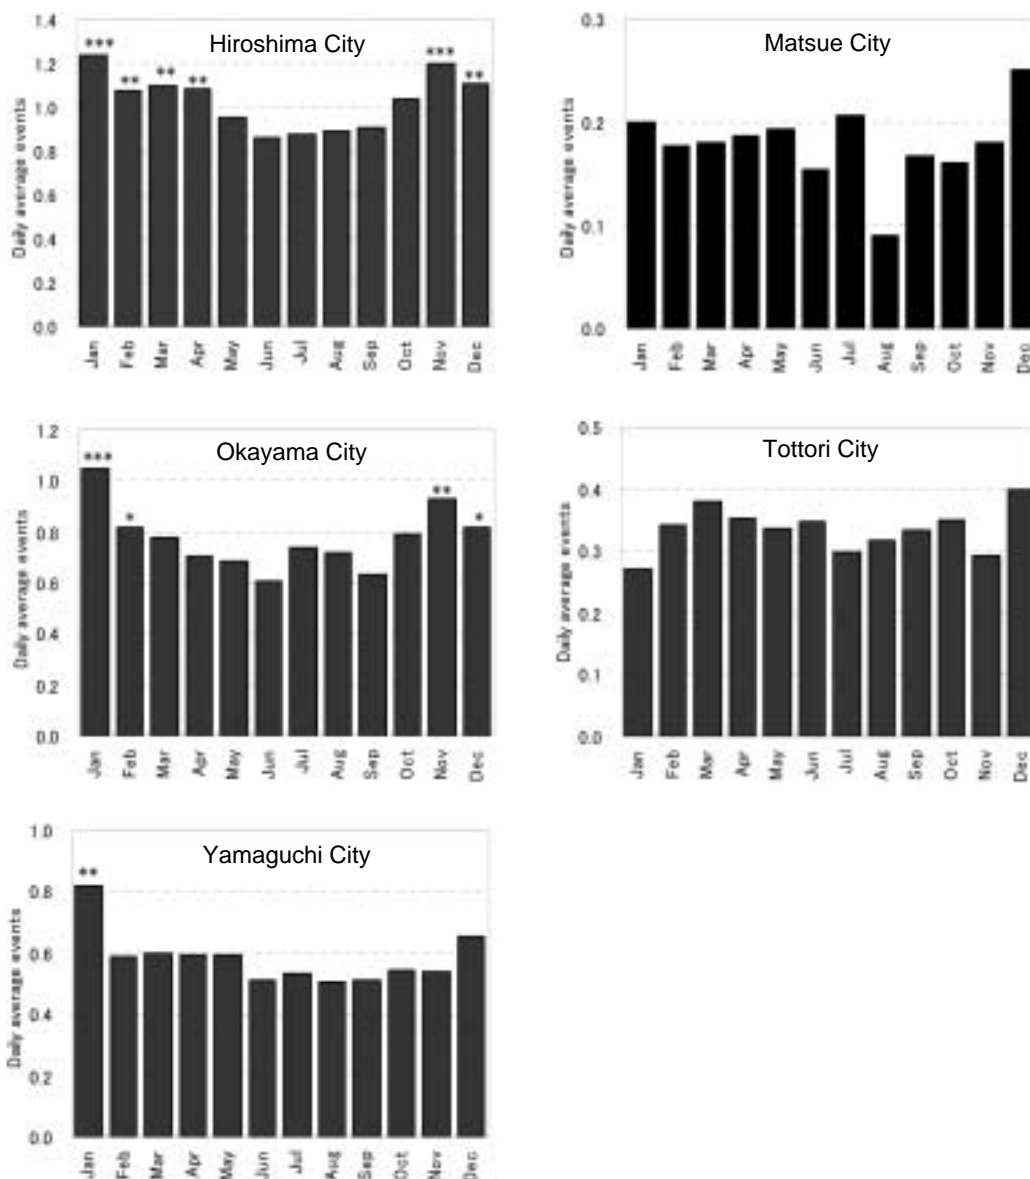 Hiroshima City
Daily average events
1.4
1.2
1.0
0.8
0.6
0.4
0.2
0.0
***
**
**
**
***
**
Jan
Feb
Mar
Apr
May
Jun
Jul
Aug
Sep
Oct
Nov
Dec
Matsue City
Daily average events
0.3
0.2
0.1
0.0
Jan
Feb
Mar
Apr
May
Jun
Jul
Aug
Sep
Oct
Nov
Dec
Okayama City
Daily average events
1.2
1.0
0.8
0.6
0.4
0.2
0.0
***
*
**
*
Jan
Feb
Mar
Apr
May
Jun
Jul
Aug
Sep
Oct
Nov
Dec
Tottori City
Daily average events
0.5
0.4
0.3
0.2
0.1
0.0
Jan
Feb
Mar
Apr
May
Jun
Jul
Aug
Sep
Oct
Nov
Dec
Yamaguchi City
Daily average events
1.0
0.8
0.6
0.4
0.2
0.0
**
Jan
Feb
Mar
Apr
May
Jun
Jul
Aug
Sep
Oct
Nov
Dec